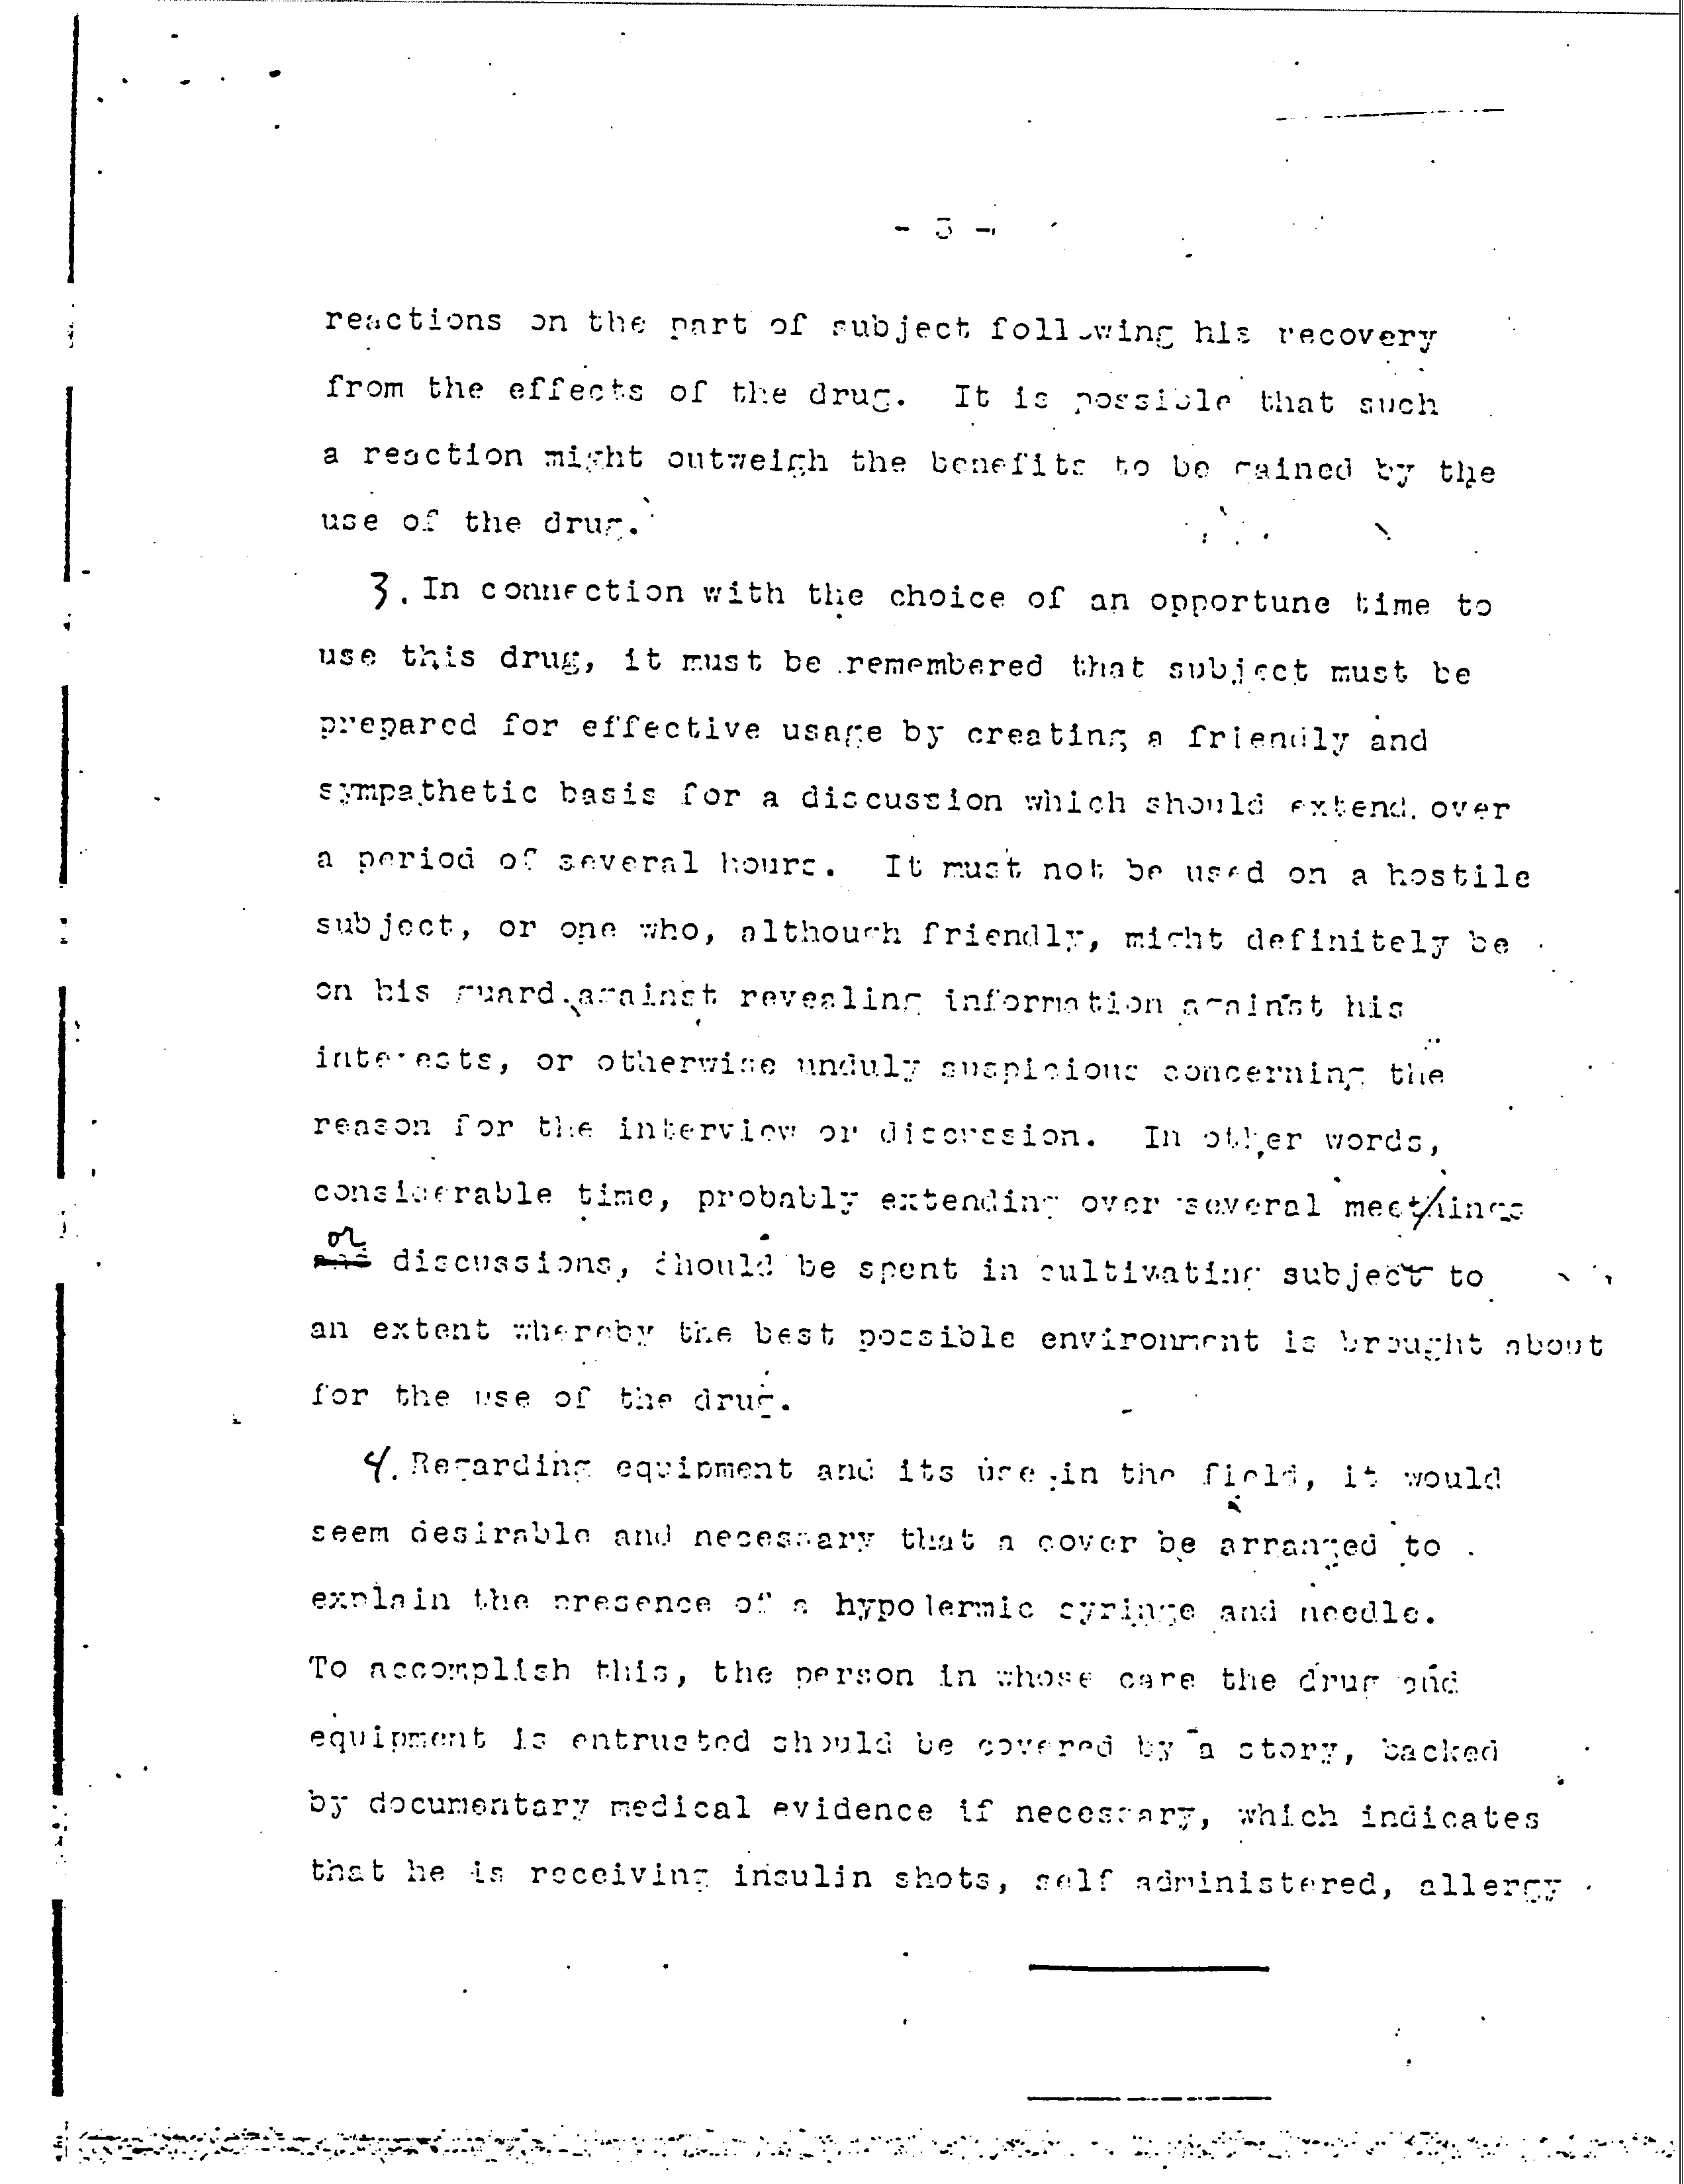 - 3 -
reactions on the part of subject following his recovery
from the effects of the drug. It is possible that such
a reaction might outweigh the benefits to be gained by the
use of the drug.
3. In connection with the choice of an opportune time to
use this drug, it must be remembered that subject must be
prepared for effective usage by creating a friendly and
sympathetic basis for a discussion which should extend over
a period of several hours. It must not be used on a hostile
subject, or one who, although friendly, might definitely be
on his guard against revealing information against his
interests, or otherwise unduly suspicious concerning the
reason for the interview or discussion. In other words,
considerable time, probably extending over several meet/ings
or
and discussions, should be spent in cultivating subject to
an extent whereby the best possible environment is brought about
for the use of the drug.
4. Regarding equipment and its use in the field, it would
seem desirable and necessary that a cover be arranged to
explain the presence of a hypodermic syringe and needle.
To accomplish this, the person in whose care the drug and
equipment is entrusted should be covered by a story, backed
by documentary medical evidence if necessary, which indicates
that he is receiving insulin shots, self administered, allergy